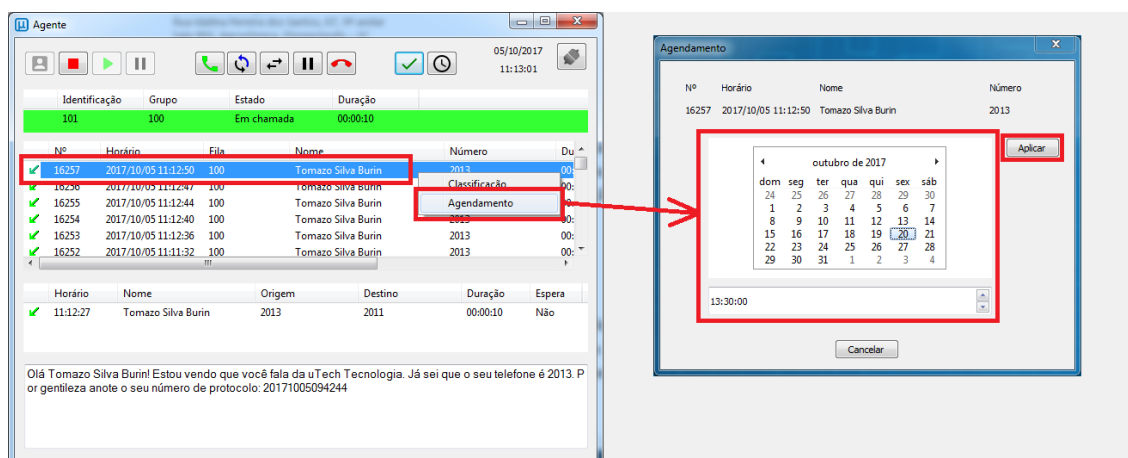 Agente
05/10/2017
11:13:01
Identificação Grupo Estado Duração
101 100 Em chamada 00:00:10
Nº Horário Fila Nome Número Du
16257 2017/10/05 11:12:50 100 Tomazo Silva Burin 2013 00:
16256 2017/10/05 11:12:47 100 Tomazo Silva Burin 00:
16255 2017/10/05 11:12:44 100 Tomazo Silva Burin 00:
16254 2017/10/05 11:12:40 100 Tomazo Silva Burin 2013 00:
16253 2017/10/05 11:12:36 100 Tomazo Silva Burin 2013 00:
16252 2017/10/05 11:11:32 100 Tomazo Silva Burin 2013 00:
Classificação
Agendamento
Horário Nome Origem Destino Duração Espera
11:12:27 Tomazo Silva Burin 2013 2011 00:00:10 Não
Olá Tomazo Silva Burin! Estou vendo que você fala da uTech Tecnologia. Já sei que o seu telefone é 2013. P
or gentileza anote o seu número de protocolo: 20171005094244
Agendamento
Nº Horário Nome Número
16257 2017/10/05 11:12:50 Tomazo Silva Burin 2013
Aplicar
outubro de 2017
dom seg ter qua qui sex sáb
24 25 26 27 28 29 30
1 2 3 4 5 6 7
8 9 10 11 12 13 14
15 16 17 18 19 20 21
22 23 24 25 26 27 28
29 30 31 1 2 3 4
13:30:00
Cancelar